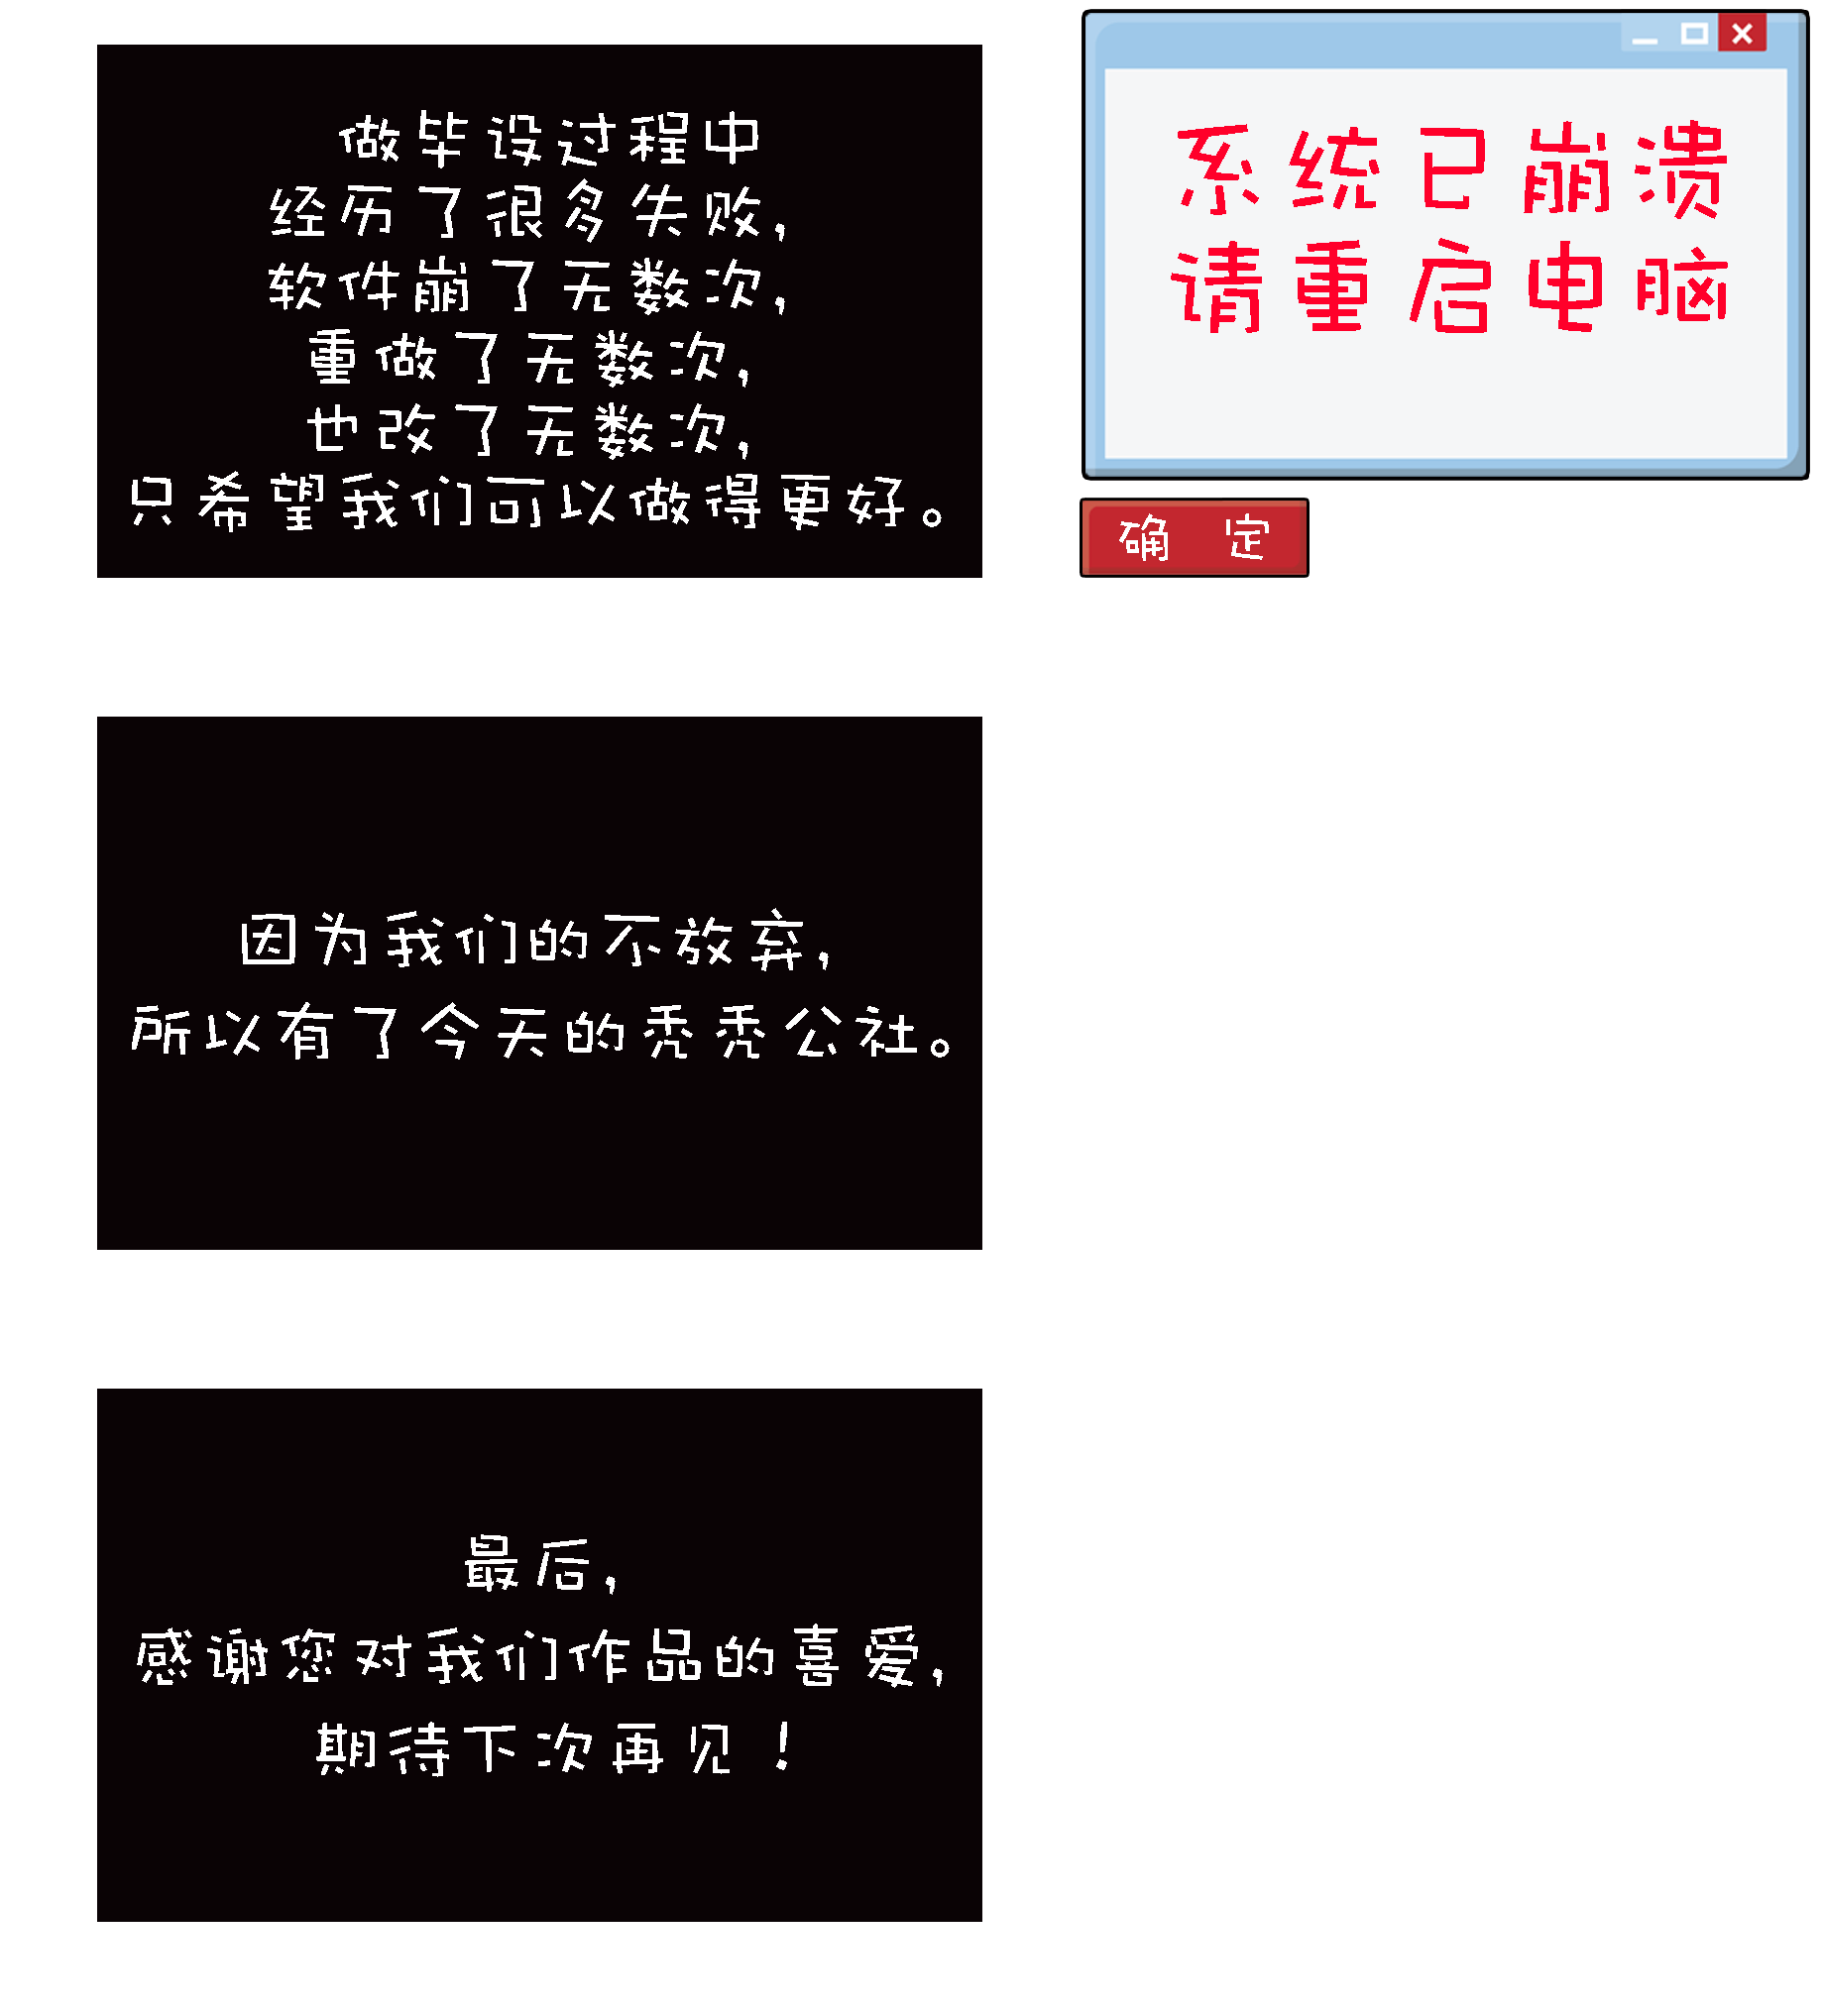 做毕设过程中
经历了很多失败，
软件崩了无数次，
重做了无数次，
也改了无数次，
只希望我们可以做得更好。
系统已崩溃
请重启电脑
确 定
因为我们的不放弃，
所以有了今天的秃秃公社。
最后，
感谢您对我们作品的喜爱，
期待下次再见！